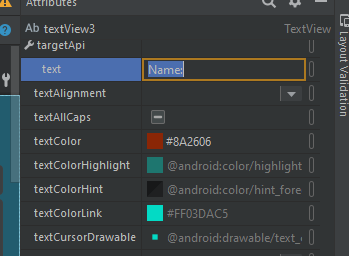 Attributes
Ab textView3 TextView
targetApi
text Name:
textAlignment
textAllCaps
textColor #8A2606
textColorHighlight @android:color/highlight
textColorHint @android:color/hint_fore
textColorLink #FF03DAC5
textCursorDrawable @android:drawable/text_c
Layout Validation